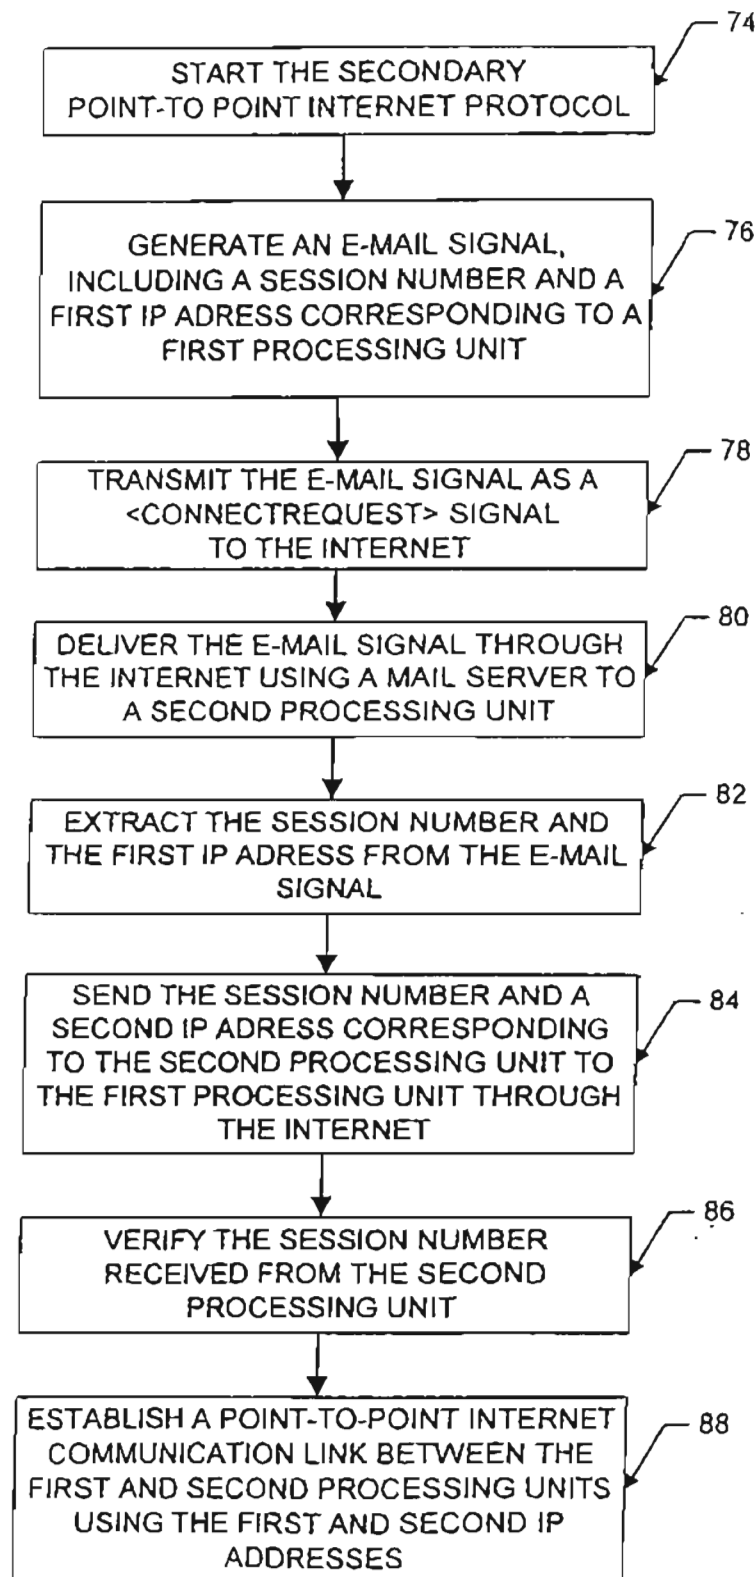 74
START THE SECONDARY
POINT-TO POINT INTERNET PROTOCOL
76
GENERATE AN E-MAIL SIGNAL,
INCLUDING A SESSION NUMBER AND A
FIRST IP ADRESS CORRESPONDING TO A
FIRST PROCESSING UNIT
78
TRANSMIT THE E-MAIL SIGNAL AS A
<CONNECTREQUEST> SIGNAL
TO THE INTERNET
80
DELIVER THE E-MAIL SIGNAL THROUGH
THE INTERNET USING A MAIL SERVER TO
A SECOND PROCESSING UNIT
82
EXTRACT THE SESSION NUMBER AND
THE FIRST IP ADRESS FROM THE E-MAIL
SIGNAL
84
SEND THE SESSION NUMBER AND A
SECOND IP ADRESS CORRESPONDING
TO THE SECOND PROCESSING UNIT TO
THE FIRST PROCESSING UNIT THROUGH
THE INTERNET
86
VERIFY THE SESSION NUMBER
RECEIVED FROM THE SECOND
PROCESSING UNIT
88
ESTABLISH A POINT-TO-POINT INTERNET
COMMUNICATION LINK BETWEEN THE
FIRST AND SECOND PROCESSING UNITS
USING THE FIRST AND SECOND IP
ADDRESSES